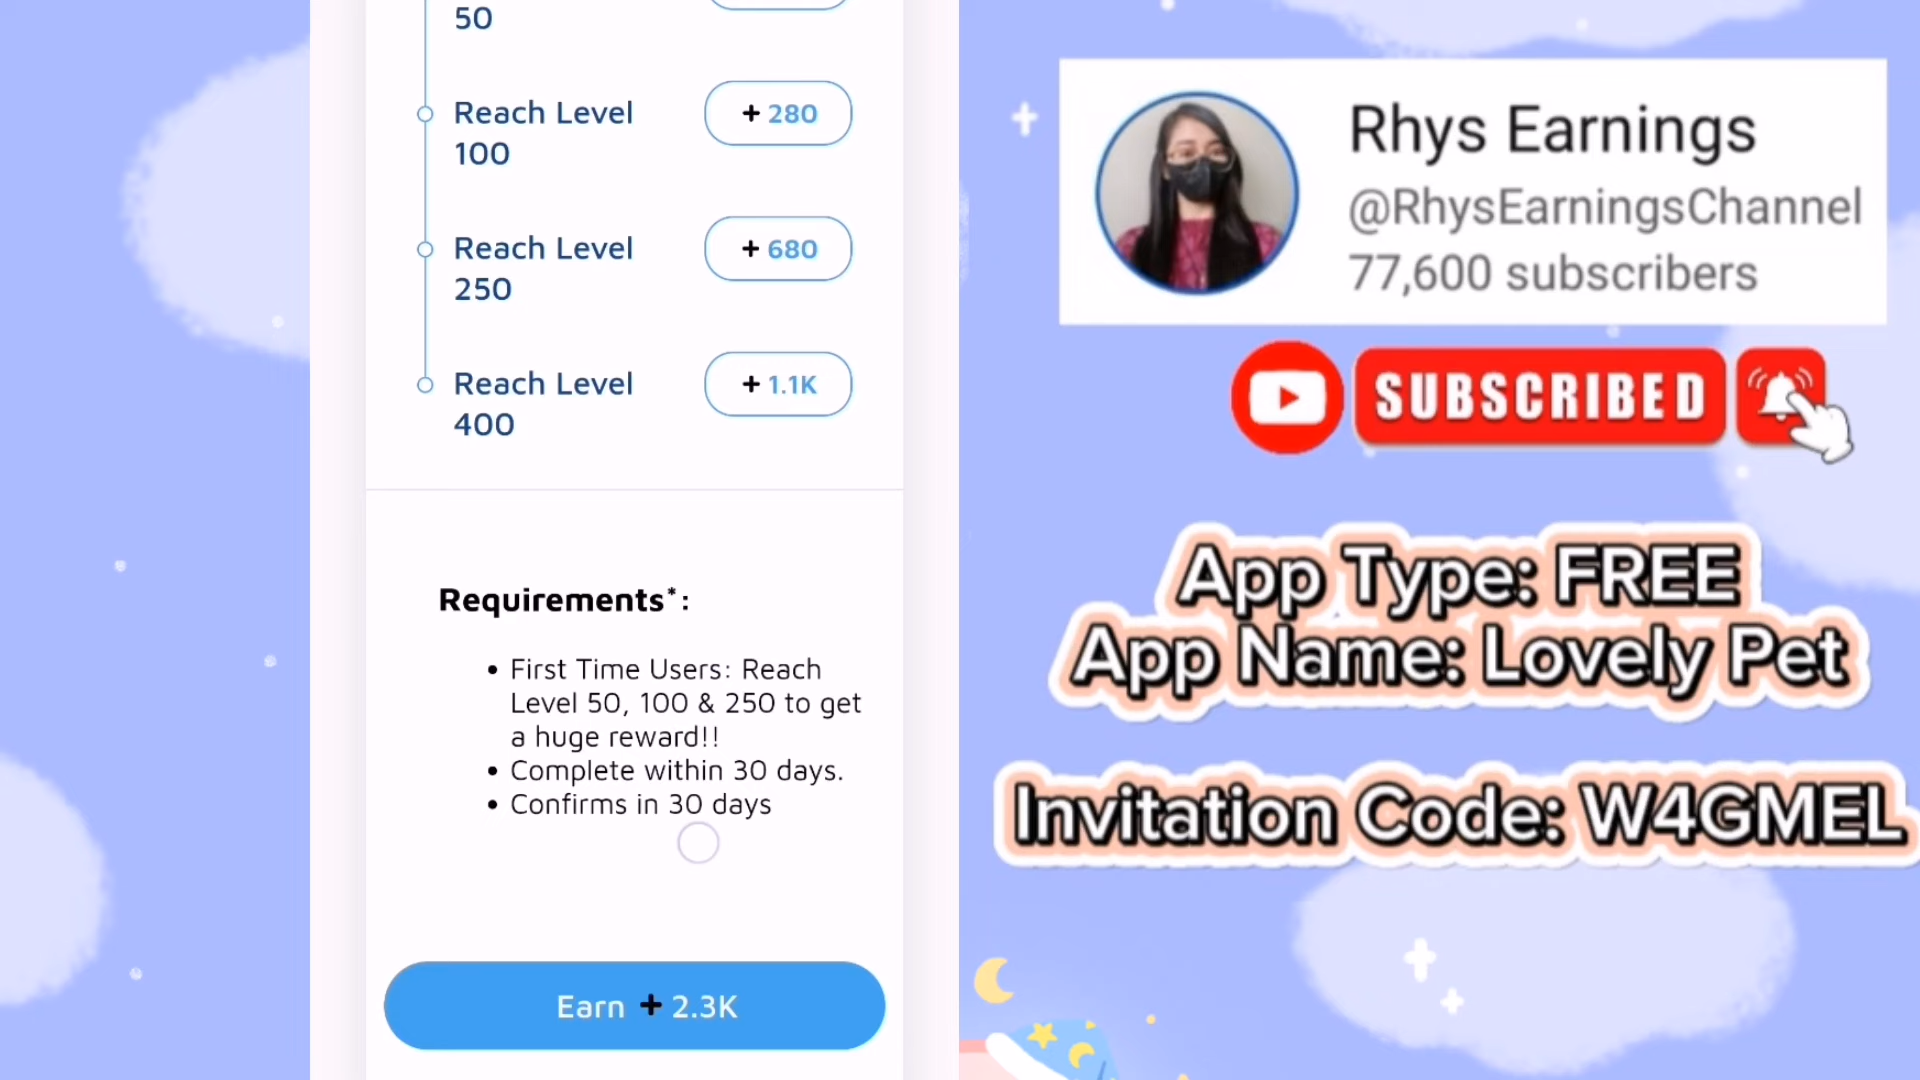 50
Reach Level
100
+ 280
Reach Level
250
+ 680
Reach Level
400
+ 1.1K
Requirements*:
• First Time Users: Reach
Level 50, 100 & 250 to get
a huge reward!!
• Complete within 30 days.
• Confirms in 30 days
Earn + 2.3K
Rhys Earnings
@RhysEarningsChannel
77,600 subscribers
SUBSCRIBED
App Type: FREE
App Name: Lovely Pet
Invitation Code: W4GMEL